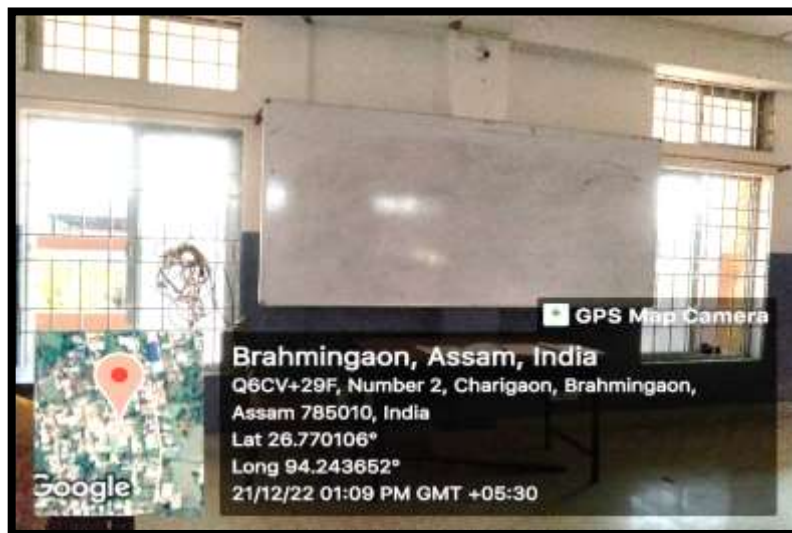 GPS Map Camera
Brahmingaon, Assam, India
Q6CV+29F, Number 2, Charigaon, Brahmingaon,
Assam 785010, India
Lat 26.770106°
Long 94.243652°
21/12/22 01:09 PM GMT +05:30
Google